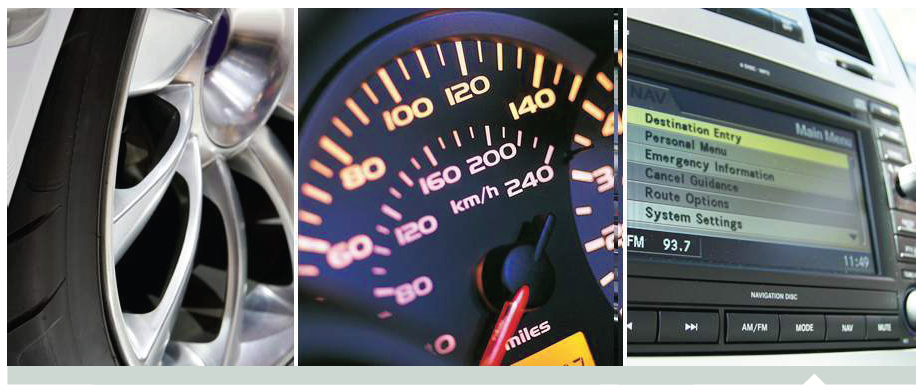 100 120 140
80
160 200
km/h 240
60 120
80
miles
NAV
Main Menu
Destination Entry
Personal Menu
Emergency Information
Cancel Guidance
Route Options
System Settings
FM 93.7
11:49
NAVIGATION DISC
AM/FM MODE NAV MUTE